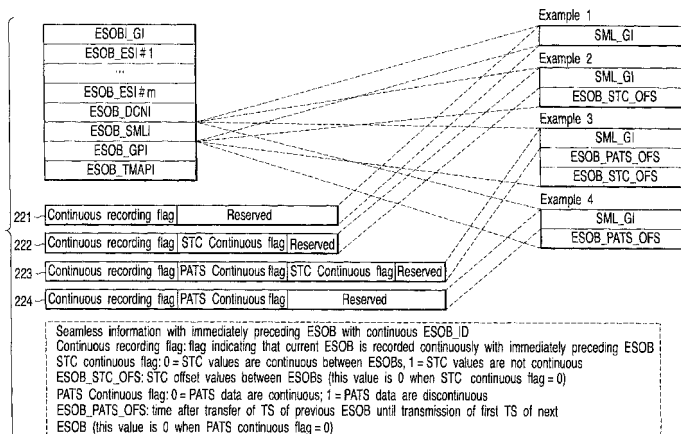 ESOBI_GI
ESOB_ESI#1
...
ESOB_ESI#m
ESOB_DCNI
ESOB_SMLI
ESOB_GPI
ESOB_TMAPI
Example 1
SML_GI
Example 2
SML_GI
ESOB_STC_OFS
Example 3
SML_GI
ESOB_PATS_OFS
ESOB_STC_OFS
Example 4
SML_GI
ESOB_PATS_OFS
221 Continuous recording flag Reserved
222 Continuous recording flag STC Continuous flag Reserved
223 Continuous recording flag PATS Continuous flag STC Continuous flag Reserved
224 Continuous recording flag PATS Continuous flag Reserved
Seamless information with immediately preceding ESOB with continuous ESOB_ID
Continuous recording flag: flag indicating that current ESOB is recorded continuously with immediately preceding ESOB
STC continuous flag: 0 = STC values are continuous between ESOBs, 1 = STC values are not continuous
ESOB_STC_OFS: STC offset values between ESOBs (this value is 0 when STC continuous flag = 0)
PATS Continuous flag: 0 = PATS data are continuous; 1 = PATS data are discontinuous
ESOB_PATS_OFS: time after transfer of TS of previous ESOB until transmission of first TS of next
ESOB (this value is 0 when PATS continuous flag = 0)